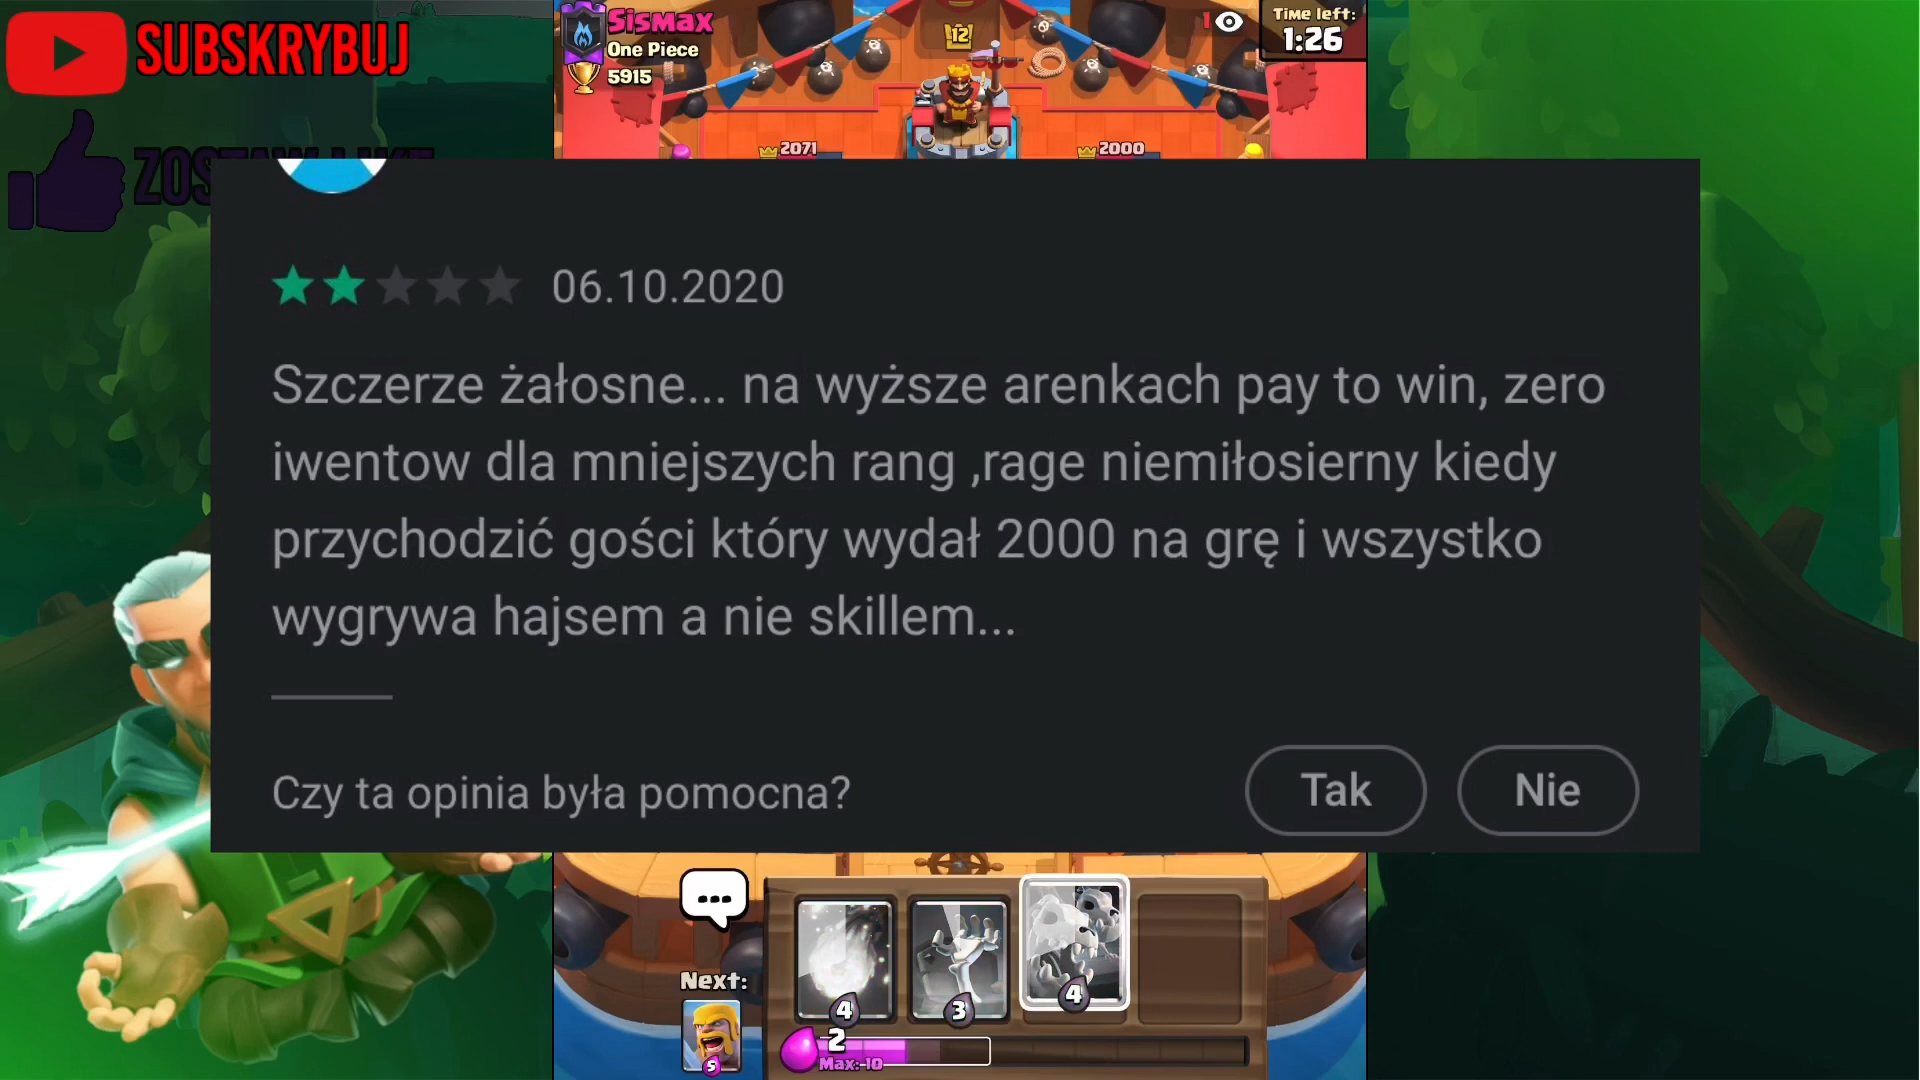 SUBSKRYBUJ
Sismax
One Piece
5915
12
1
Time left:
1:26
2071
2000
06.10.2020
Szczerze żałosne... na wyższe arenkach pay to win, zero
iwentow dla mniejszych rang ,rage niemiłosierny kiedy
przychodzić gości który wydał 2000 na grę i wszystko
wygrywa hajsem a nie skillem...
Czy ta opinia była pomocna?
Tak
Nie
Next:
5
4
3
4
2
Max: 10